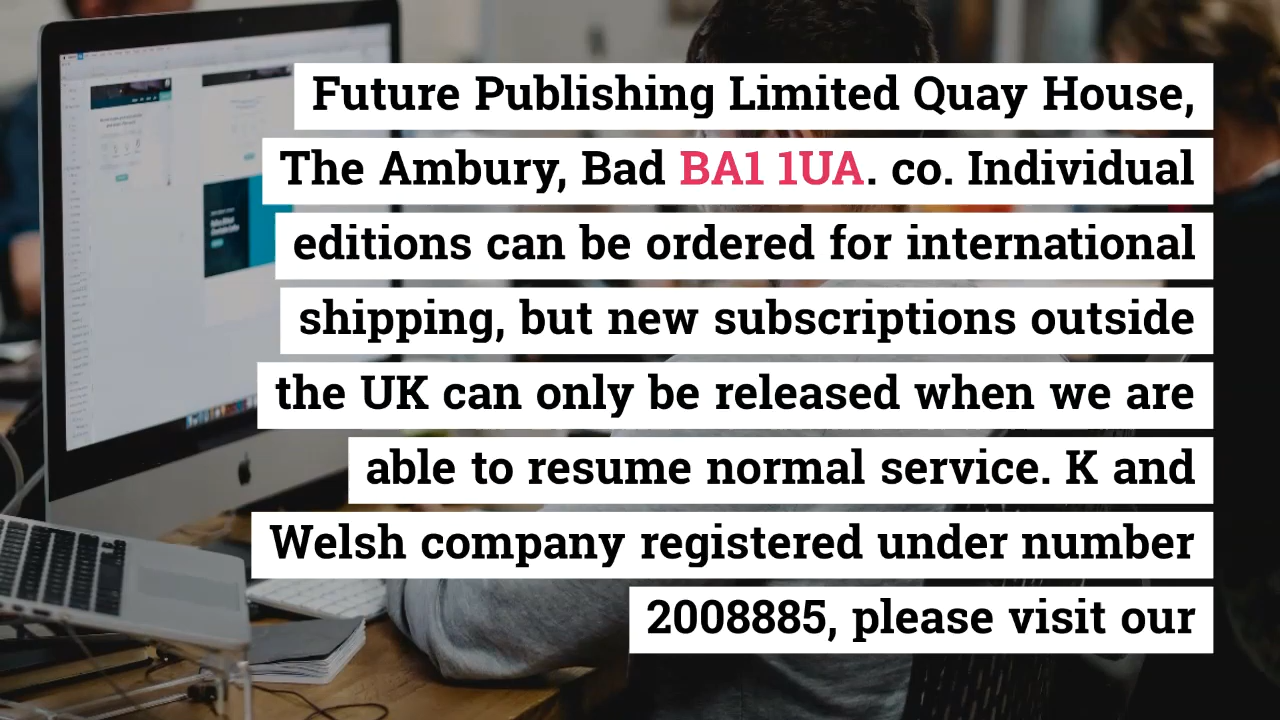 Future Publishing Limited Quay House,
The Ambury, Bad BA1 1UA. co. Individual
editions can be ordered for international
shipping, but new subscriptions outside
the UK can only be released when we are
able to resume normal service. K and
Welsh company registered under number
2008885, please visit our